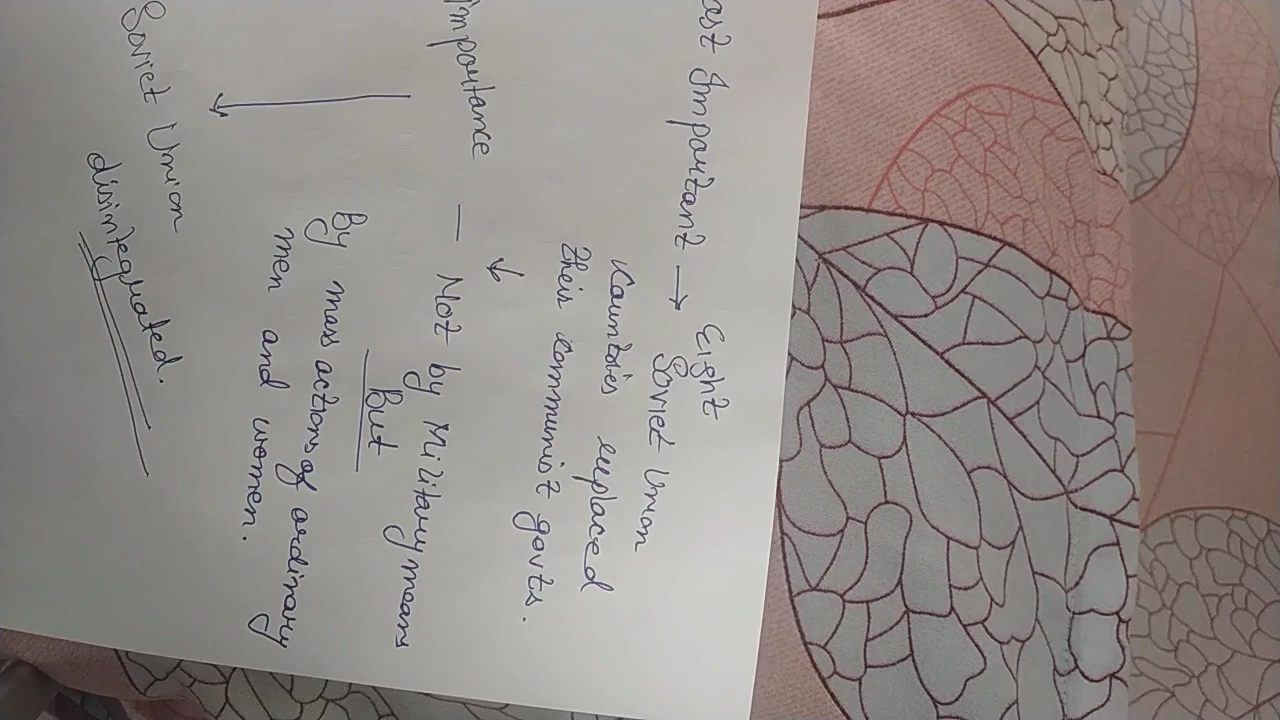 ast Important → Eight
Soviet Union
Countries replaced
their communist govts.
importance — Not by Military means
But
By mass actions of ordinary
men and women.
Soviet Union
disintegrated.